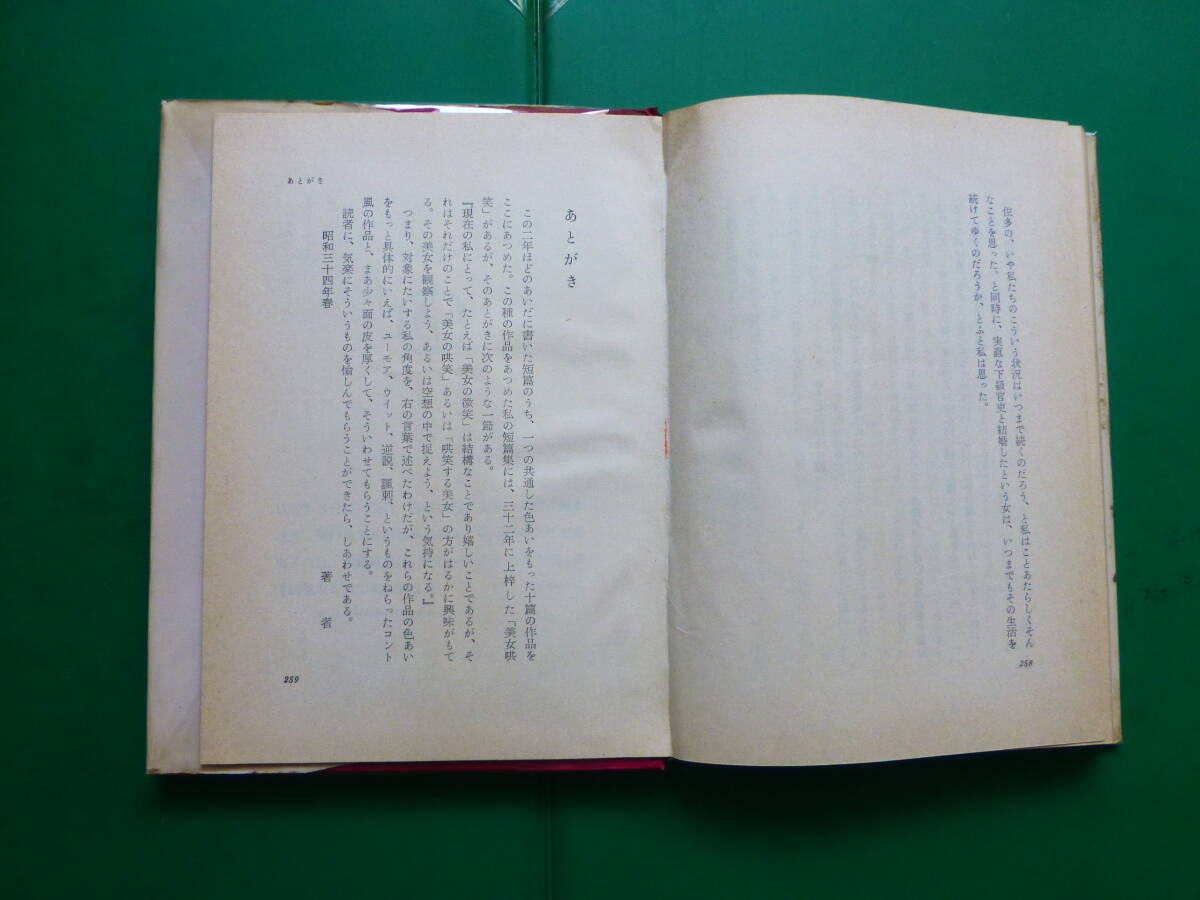 佐多の、いや私たちのこういう状況はいつまで続くのだろう、と私はことあたらしくそん
なことを思った。と同時に、実直な下級官吏と結婚したという女は、いつまでもその生活を
続けてゆくのだろうか、とふと私は思った。
258
あとがき
この二年ほどのあいだに書いた短篇のうち、一つの共通した色あいをもった十篇の作品を
ここにあつめた。この種の作品をあつめた私の短篇集には、三十二年に上梓した「美女哄
笑」があるが、そのあとがきに次のような一節がある。
『現在の私にとって、たとえば「美女の微笑」は結構なことであり嬉しいことであるが、そ
れはそれだけのことで「美女の哄笑」あるいは「哄笑する美女」の方がはるかに興味がもて
る。その美女を観察しよう、あるいは空想の中で捉えよう、という気持になる。』
つまり、対象にたいする私の角度を、右の言葉で述べたわけだが、これらの作品の色あい
をもっと具体的にいえば、ユーモア、ウイット、逆説、諷刺、というものをねらったコント
風の作品と、まあ少々面の皮を厚くして、そういわせてもらうことにする。
読者に、気楽にそういうものを愉しんでもらうことができたら、しあわせである。
昭和三十四年春
著者
あとがき
259